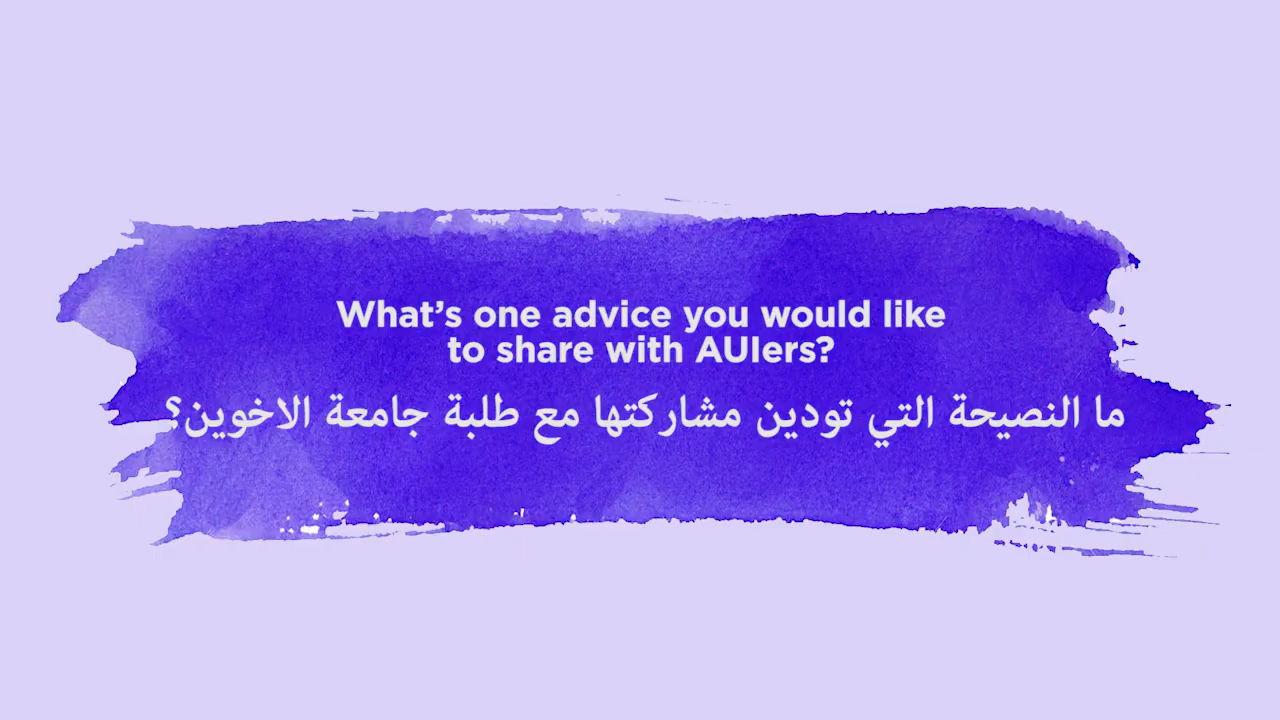 What’s one advice you would like
to share with AUIers?
ما النصيحة التي تودين مشاركتها مع طلبة جامعة الاخوين؟